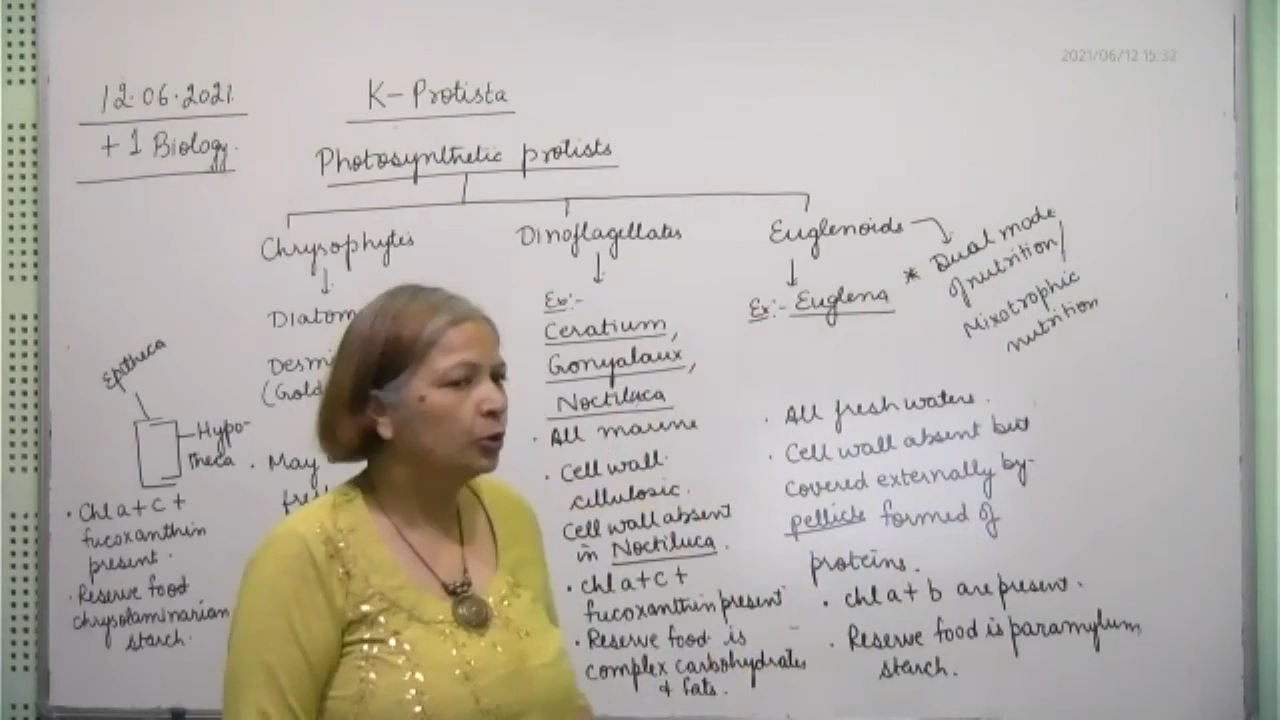 2021/06/12 15:32
12.06.2021.
+1 Biology.
K-Protista
Photosynthetic protists
Chrysophytes
Diatom
Desmi
(Gold
Epitheca
Hypo-
theca
. May
fres
. Chl a+c+
fucoxanthin
present.
. Reserve food
chrysolaminarian
starch.
Dinoflagellates
Ex:-
Ceratium,
Gonyalaux,
Noctiluca
. All marine
. Cell wall
cellulosic.
Cell wall absent
in Noctiluca.
. chl a+c+
fucoxanthin present
. Reserve food is
complex carbohydrates
& fats.
Euglenoids
Ex:- Euglena
* Dual mode
of nutrition/
Mixotrophic
nutrition
. All fresh waters.
. Cell wall absent but
covered externally by-
pellicle formed of
proteins.
. chl a+b are present.
. Reserve food is paramylum
starch.